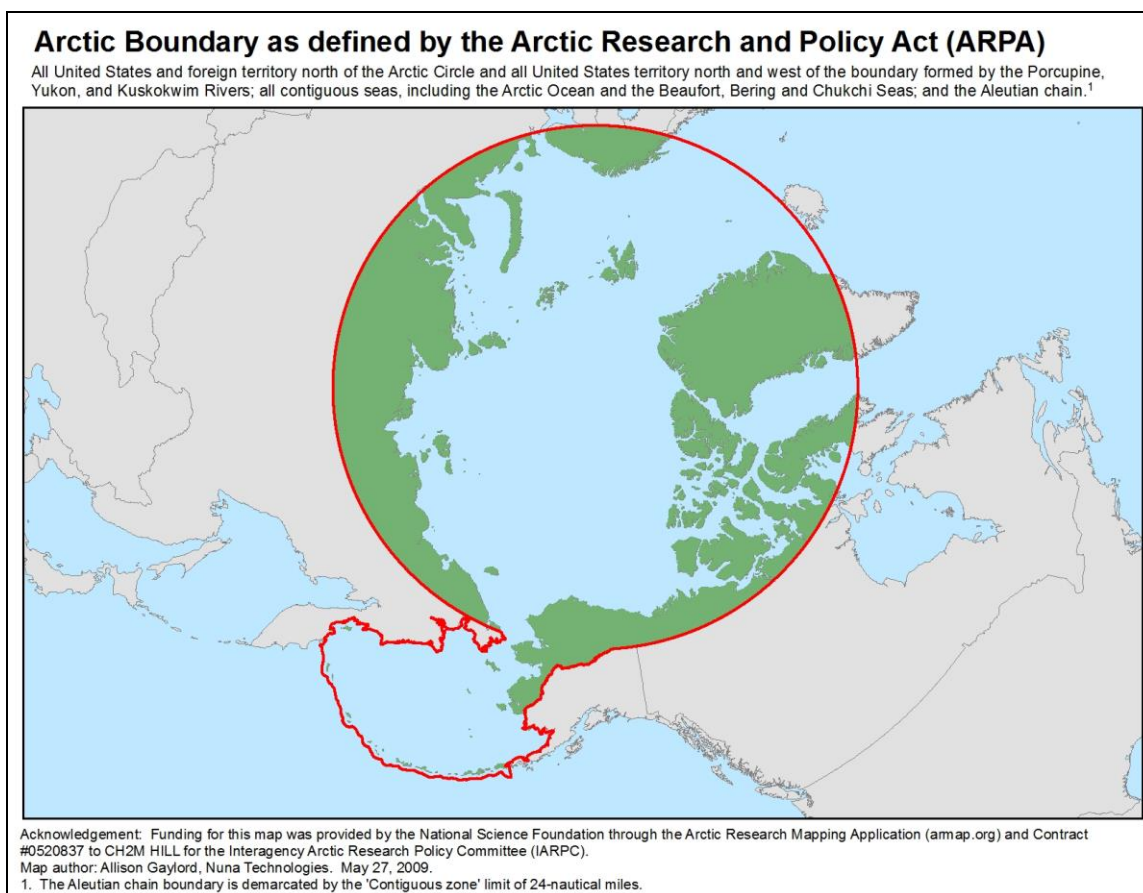 Arctic Boundary as defined by the Arctic Research and Policy Act (ARPA)
All United States and foreign territory north of the Arctic Circle and all United States territory north and west of the boundary formed by the Porcupine,
Yukon, and Kuskokwim Rivers; all contiguous seas, including the Arctic Ocean and the Beaufort, Bering and Chukchi Seas; and the Aleutian chain.¹
Acknowledgement: Funding for this map was provided by the National Science Foundation through the Arctic Research Mapping Application (armap.org) and Contract
#0520837 to CH2M HILL for the Interagency Arctic Research Policy Committee (IARPC).
Map author: Allison Gaylord, Nuna Technologies. May 27, 2009.
1. The Aleutian chain boundary is demarcated by the 'Contiguous zone' limit of 24-nautical miles.